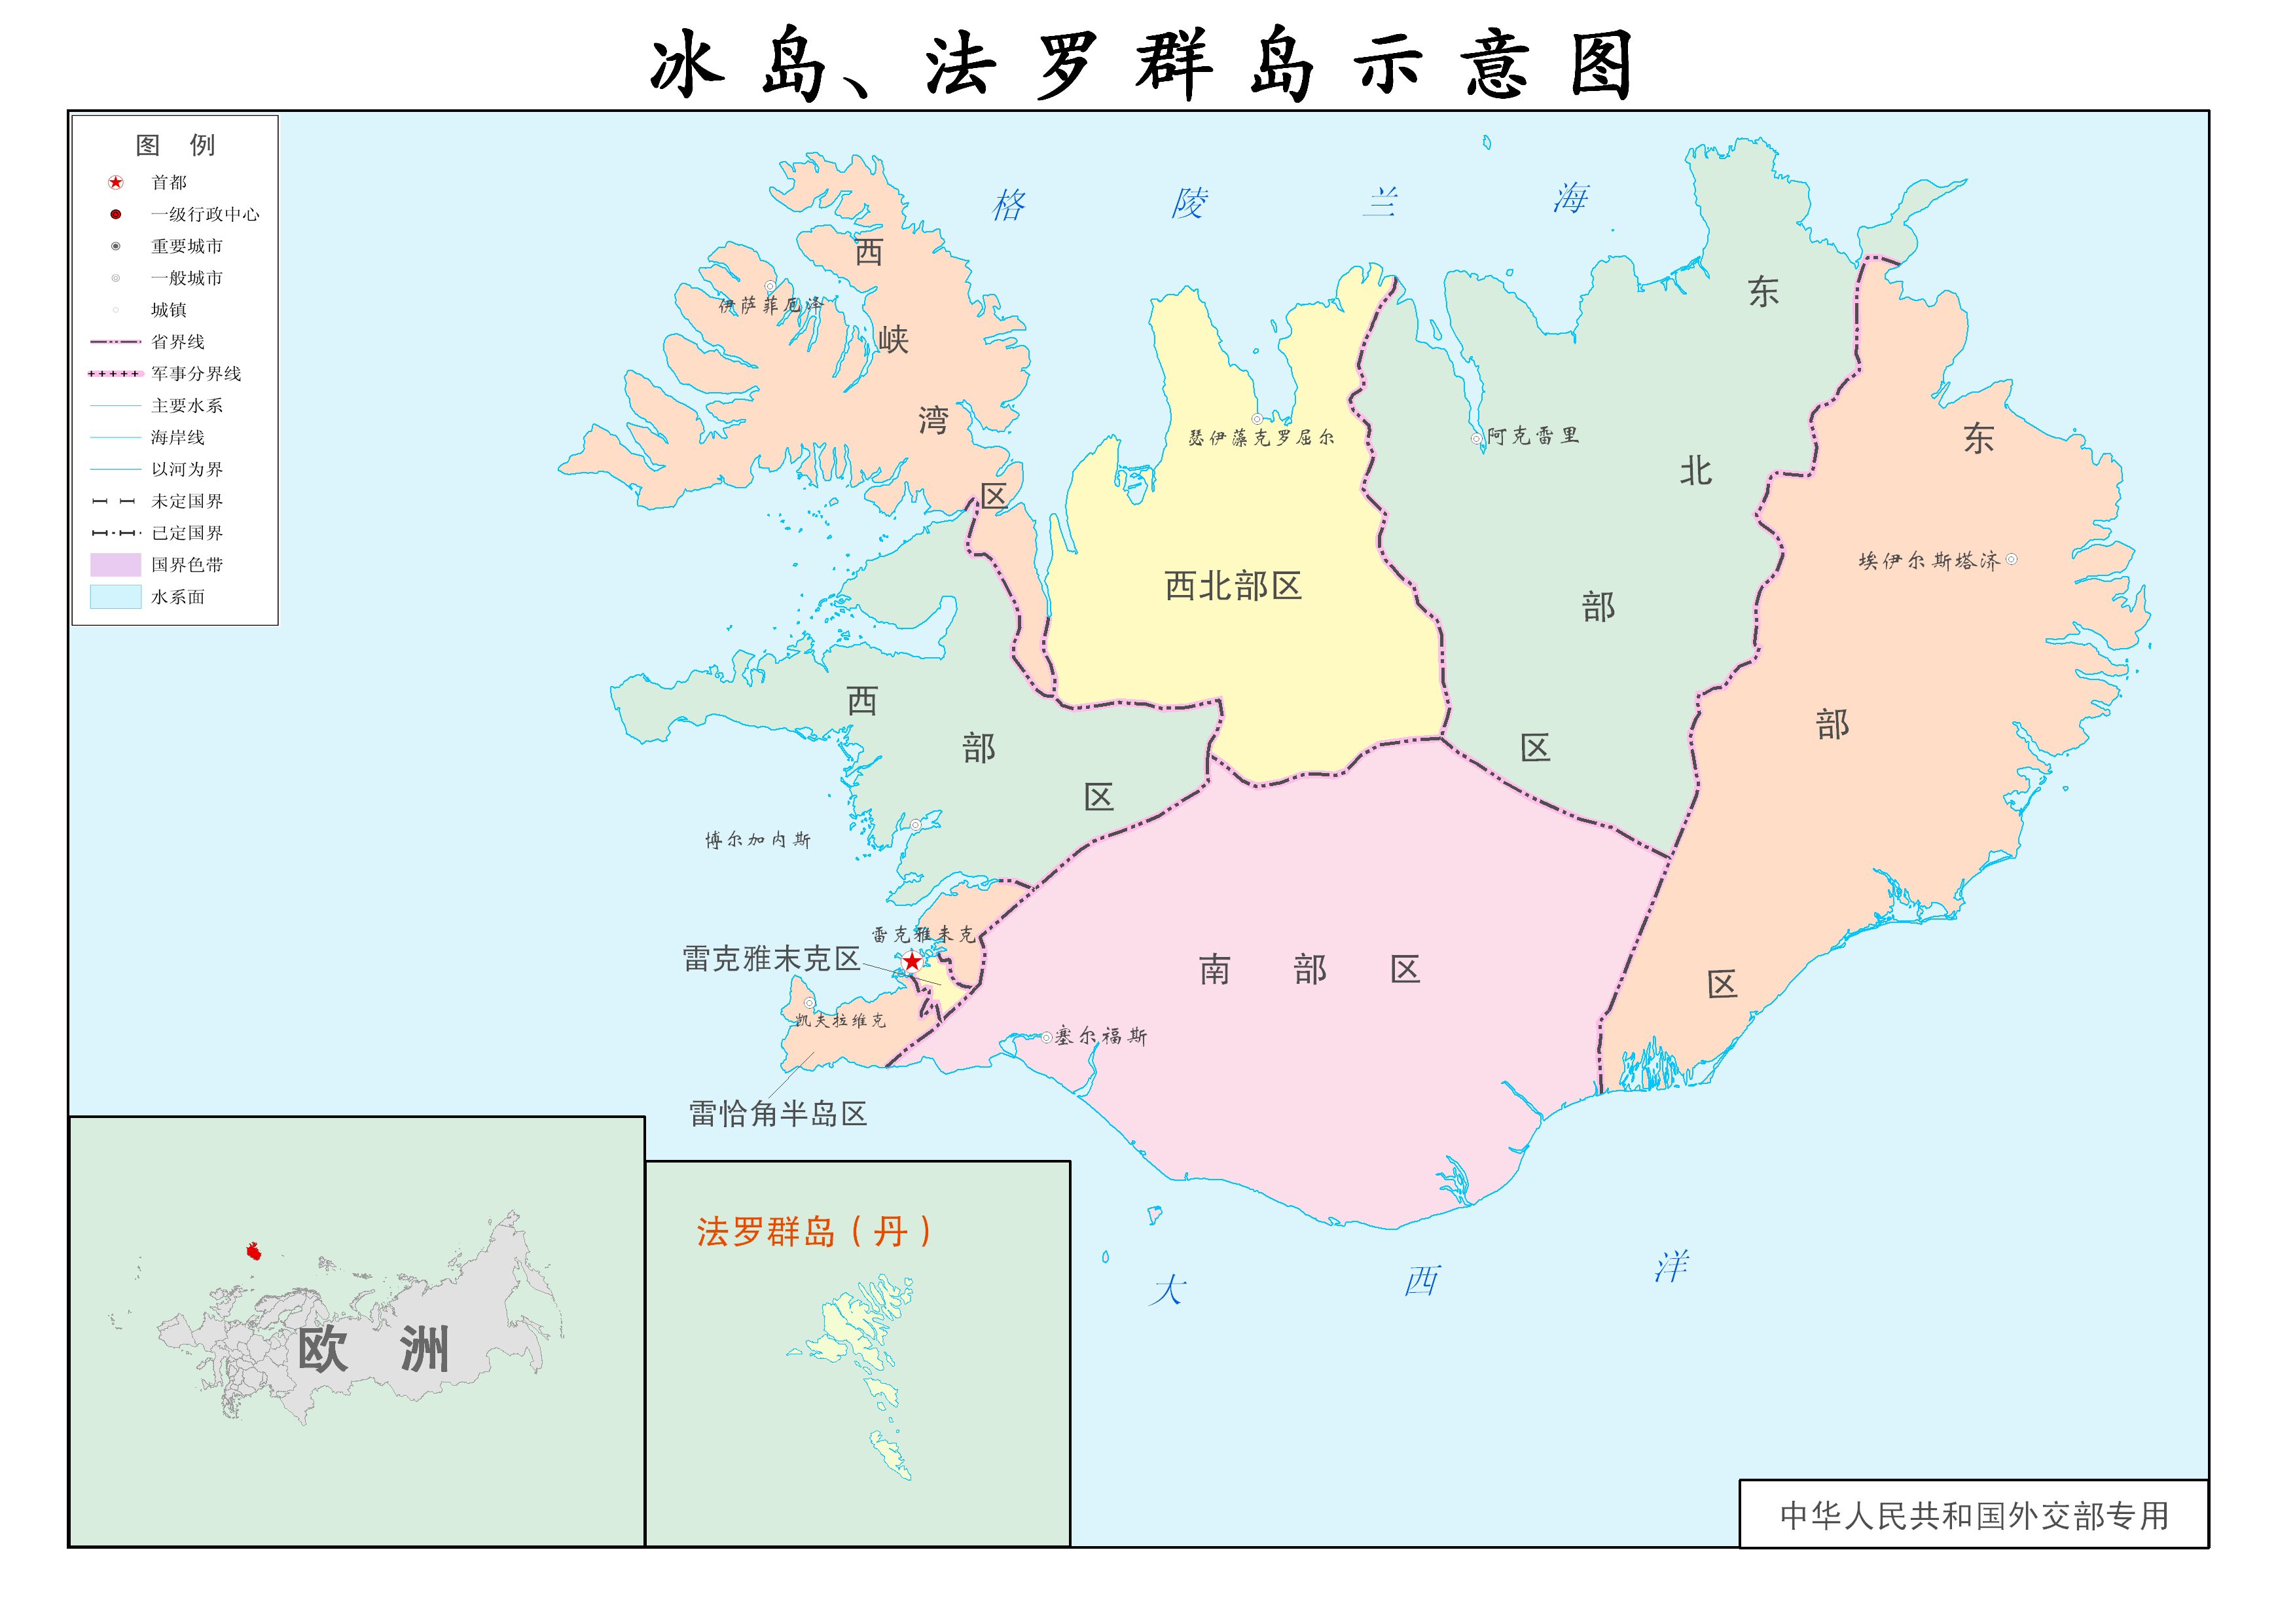 冰岛、法罗群岛示意图
图 例
首都
一级行政中心
重要城市
一般城市
城镇
省界线
军事分界线
主要水系
海岸线
以河为界
未定国界
已定国界
国界色带
水系面
格陵兰海
西峡湾区
伊萨菲厄泽
瑟伊藻克罗屈尔
阿克雷里
东北部区
东部区
埃伊尔斯塔济
西北部区
西部区
博尔加内斯
雷克雅未克
雷克雅未克区
凯夫拉维克
雷恰角半岛区
南部区
塞尔福斯
大西洋
欧洲
法罗群岛（丹）
中华人民共和国外交部专用